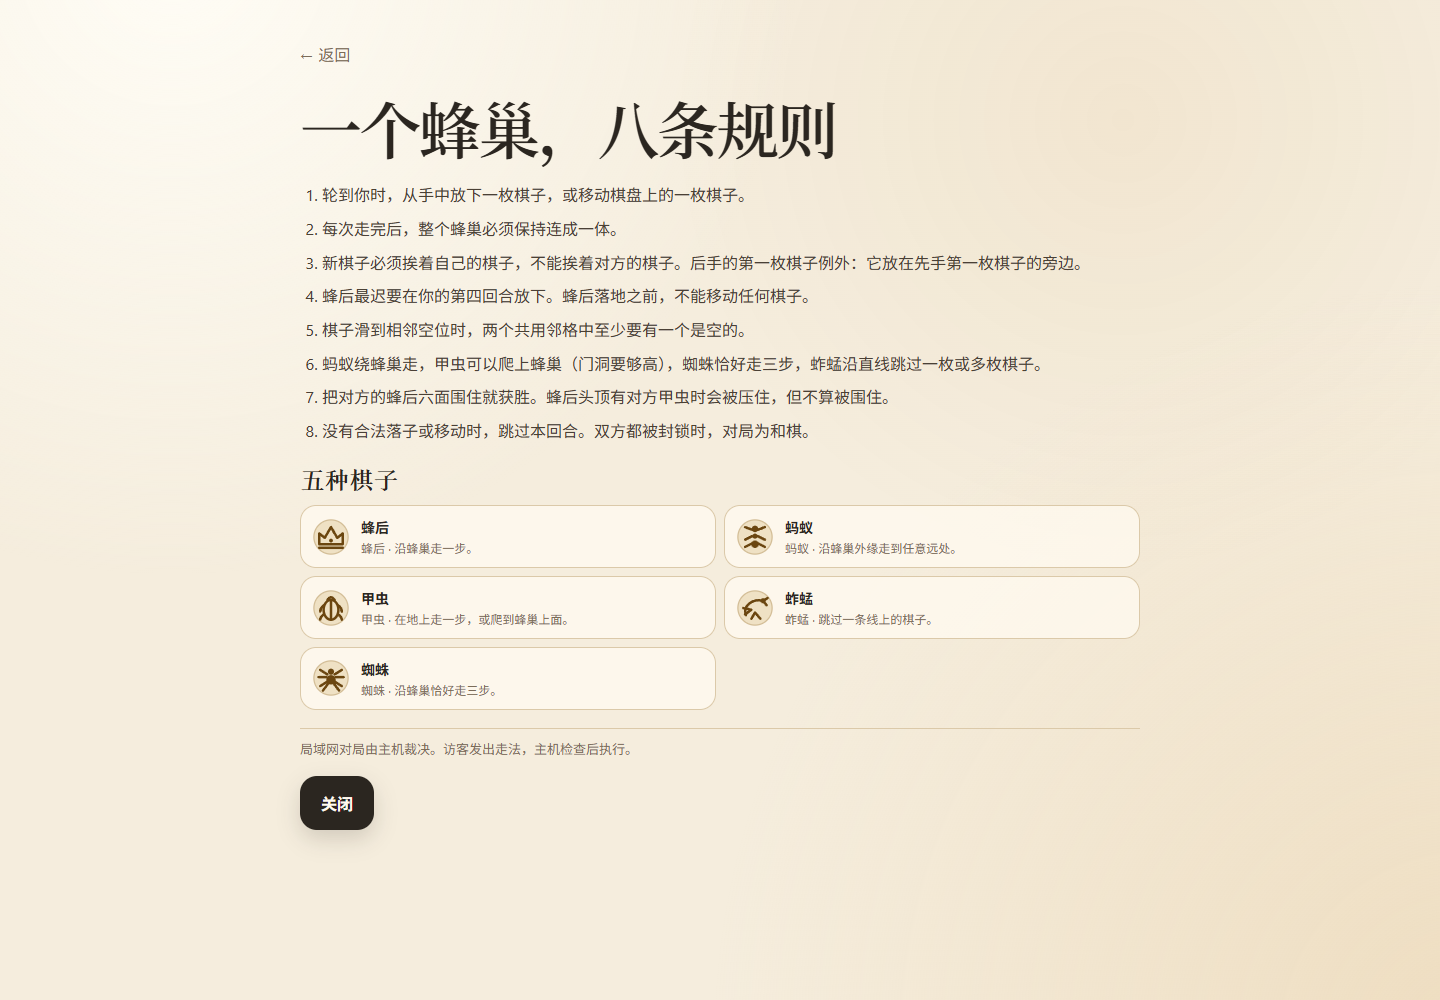 ← 返回
一个蜂巢，八条规则
1. 轮到你时，从手中放下一枚棋子，或移动棋盘上的一枚棋子。
2. 每次走完后，整个蜂巢必须保持连成一体。
3. 新棋子必须挨着自己的棋子，不能挨着对方的棋子。后手的第一枚棋子例外：它放在先手第一枚棋子的旁边。
4. 蜂后最迟要在你的第四回合放下。蜂后落地之前，不能移动任何棋子。
5. 棋子滑到相邻空位时，两个共用邻格中至少要有一个是空的。
6. 蚂蚁绕蜂巢走，甲虫可以爬上蜂巢（门洞要够高），蜘蛛恰好走三步，蚱蜢沿直线跳过一枚或多枚棋子。
7. 把对方的蜂后六面围住就获胜。蜂后头顶有对方甲虫时会被压住，但不算被围住。
8. 没有合法落子或移动时，跳过本回合。双方都被封锁时，对局为和棋。
五种棋子
蜂后
蜂后 · 沿蜂巢走一步。
蚂蚁
蚂蚁 · 沿蜂巢外缘走到任意远处。
甲虫
甲虫 · 在地上走一步，或爬到蜂巢上面。
蚱蜢
蚱蜢 · 跳过一条线上的棋子。
蜘蛛
蜘蛛 · 沿蜂巢恰好走三步。
局域网对局由主机裁决。访客发出走法，主机检查后执行。
关闭